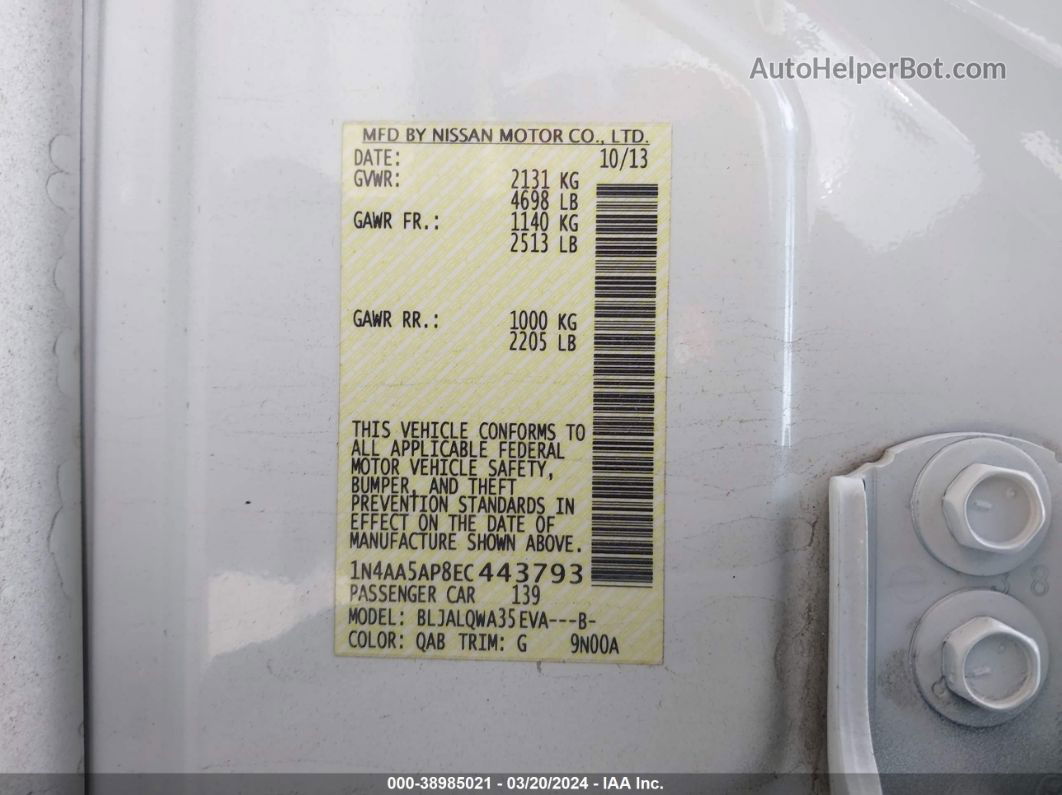 AutoHelperBot.com
MFD BY NISSAN MOTOR CO., LTD.
DATE: 10/13
GVWR: 2131 KG
4698 LB
GAWR FR.: 1140 KG
2513 LB
GAWR RR.: 1000 KG
2205 LB
THIS VEHICLE CONFORMS TO
ALL APPLICABLE FEDERAL
MOTOR VEHICLE SAFETY,
BUMPER, AND THEFT
PREVENTION STANDARDS IN
EFFECT ON THE DATE OF
MANUFACTURE SHOWN ABOVE.
1N4AA5AP8EC443793
PASSENGER CAR 139
MODEL: BLJALQWA35EVA---B-
COLOR: QAB TRIM: G 9N00A
000-38985021 - 03/20/2024 - IAA Inc.